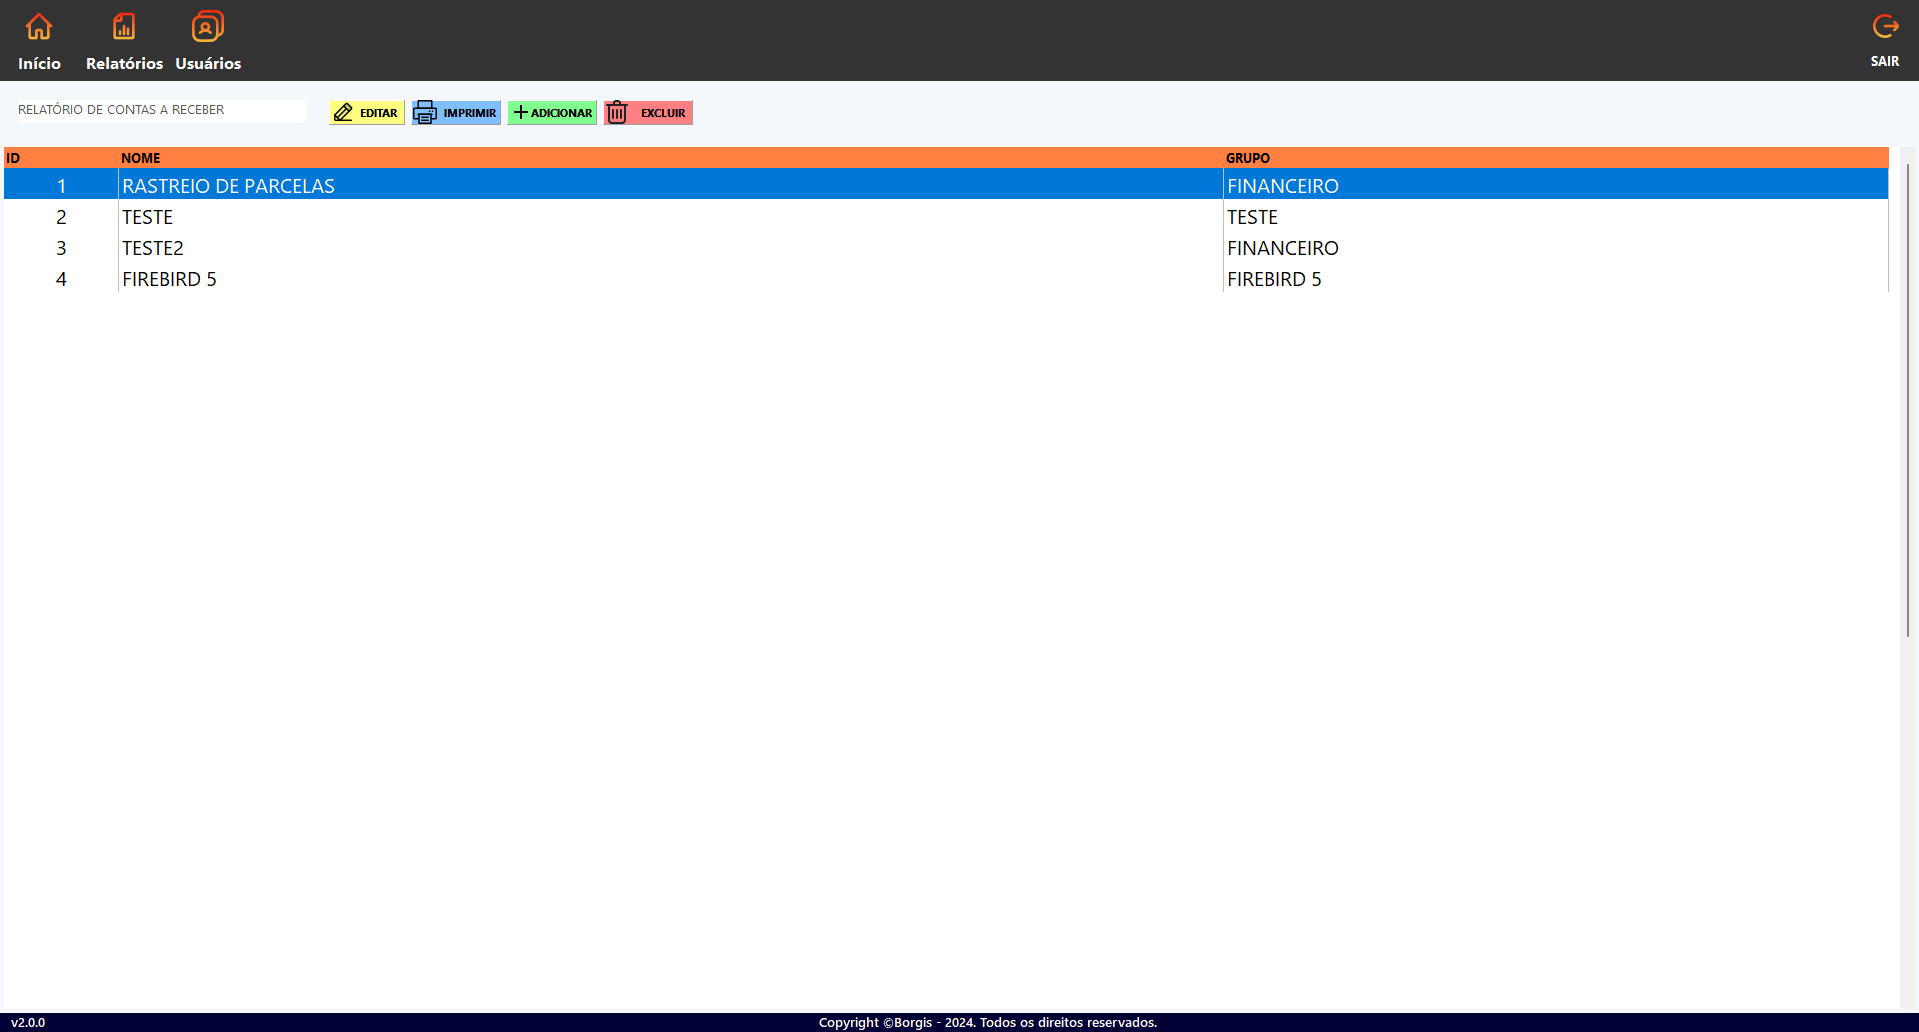 Início Relatórios Usuários SAIR
RELATÓRIO DE CONTAS A RECEBER EDITAR IMPRIMIR ADICIONAR EXCLUIR
ID NOME GRUPO
1 RASTREIO DE PARCELAS FINANCEIRO
2 TESTE TESTE
3 TESTE2 FINANCEIRO
4 FIREBIRD 5 FIREBIRD 5
v2.0.0 Copyright ©Borgis - 2024. Todos os direitos reservados.